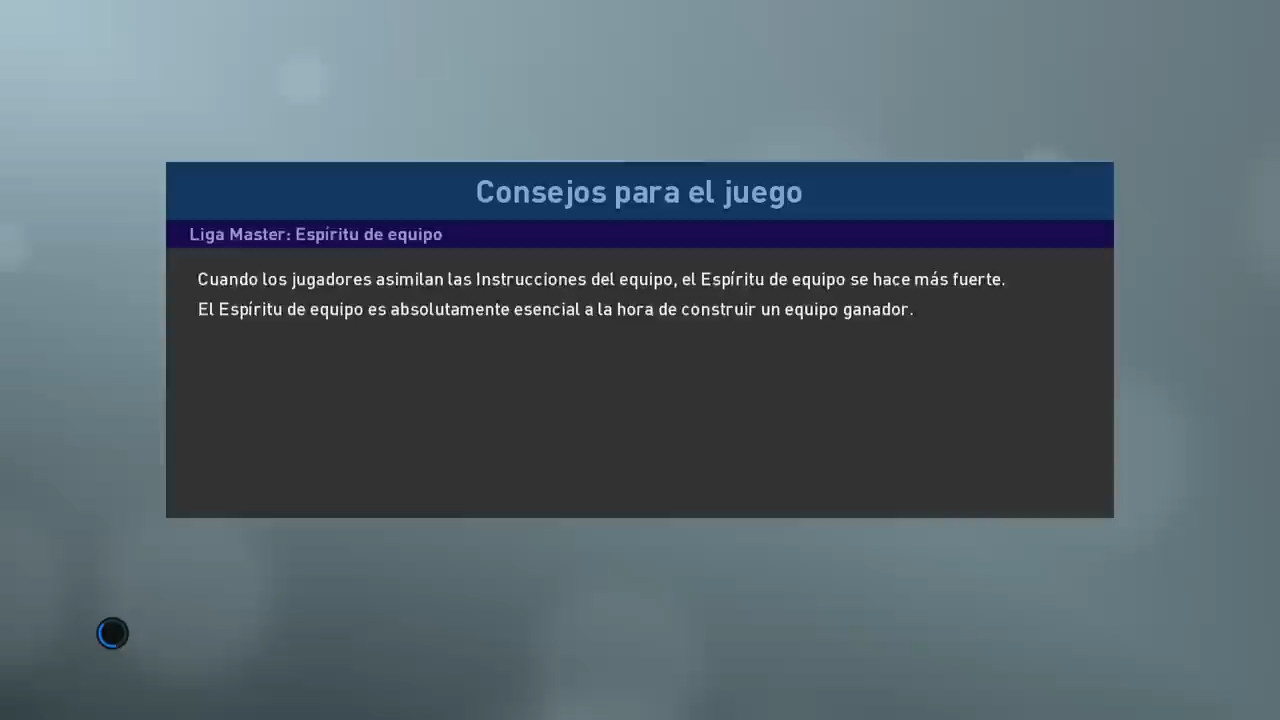 Consejos para el juego
Liga Master: Espíritu de equipo
Cuando los jugadores asimilan las Instrucciones del equipo, el Espíritu de equipo se hace más fuerte.
El Espíritu de equipo es absolutamente esencial a la hora de construir un equipo ganador.